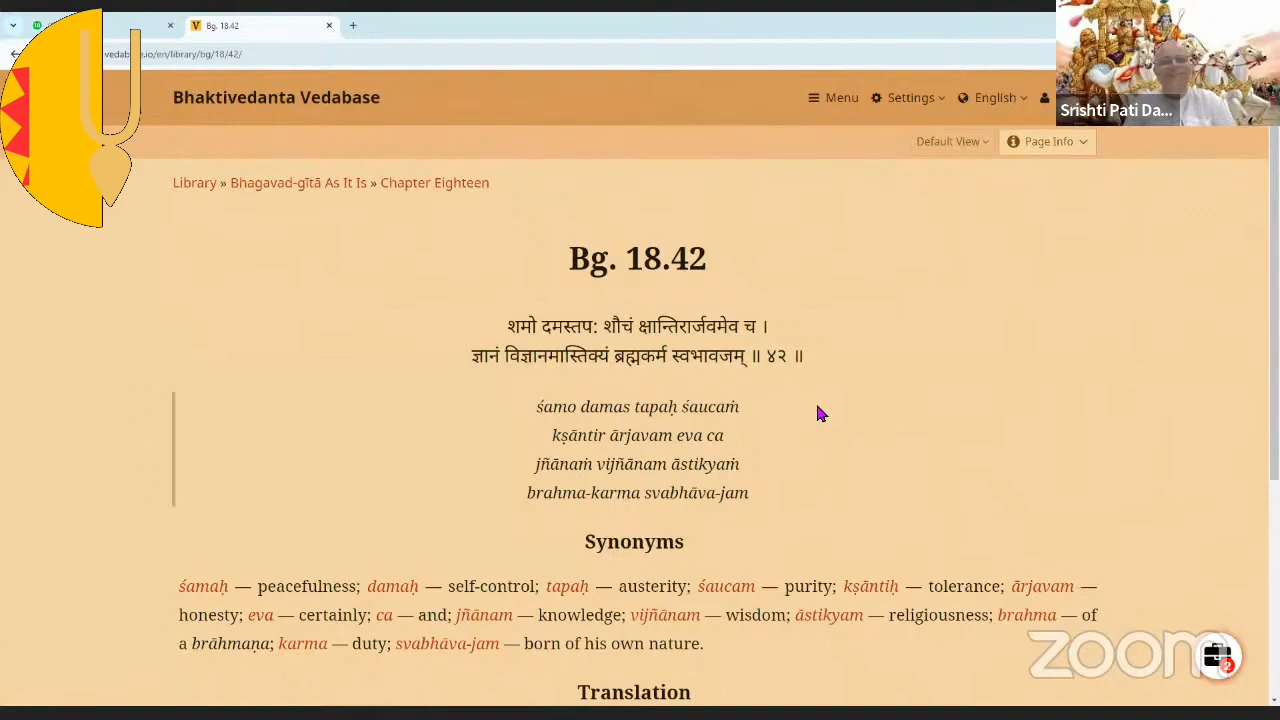 Bg. 18.42
vedabase.io/en/library/bg/18/42/
Srishti Pati Da...
Bhaktivedanta Vedabase
Menu Settings English
Default View Page Info
Library » Bhagavad-gītā As It Is » Chapter Eighteen
Bg. 18.42
शमो दमस्तप: शौचं क्षान्तिरार्जवमेव च ।
ज्ञानं विज्ञानमास्तिक्यं ब्रह्मकर्म स्वभावजम् ॥ ४२ ॥
śamo damas tapaḥ śaucaṁ
kṣāntir ārjavam eva ca
jñānaṁ vijñānam āstikyaṁ
brahma-karma svabhāva-jam
Synonyms
śamaḥ — peacefulness; damaḥ — self-control; tapaḥ — austerity; śaucam — purity; kṣāntiḥ — tolerance; ārjavam —
honesty; eva — certainly; ca — and; jñānam — knowledge; vijñānam — wisdom; āstikyam — religiousness; brahma — of
a brāhmaṇa; karma — duty; svabhāva-jam — born of his own nature.
Translation
zoom
2